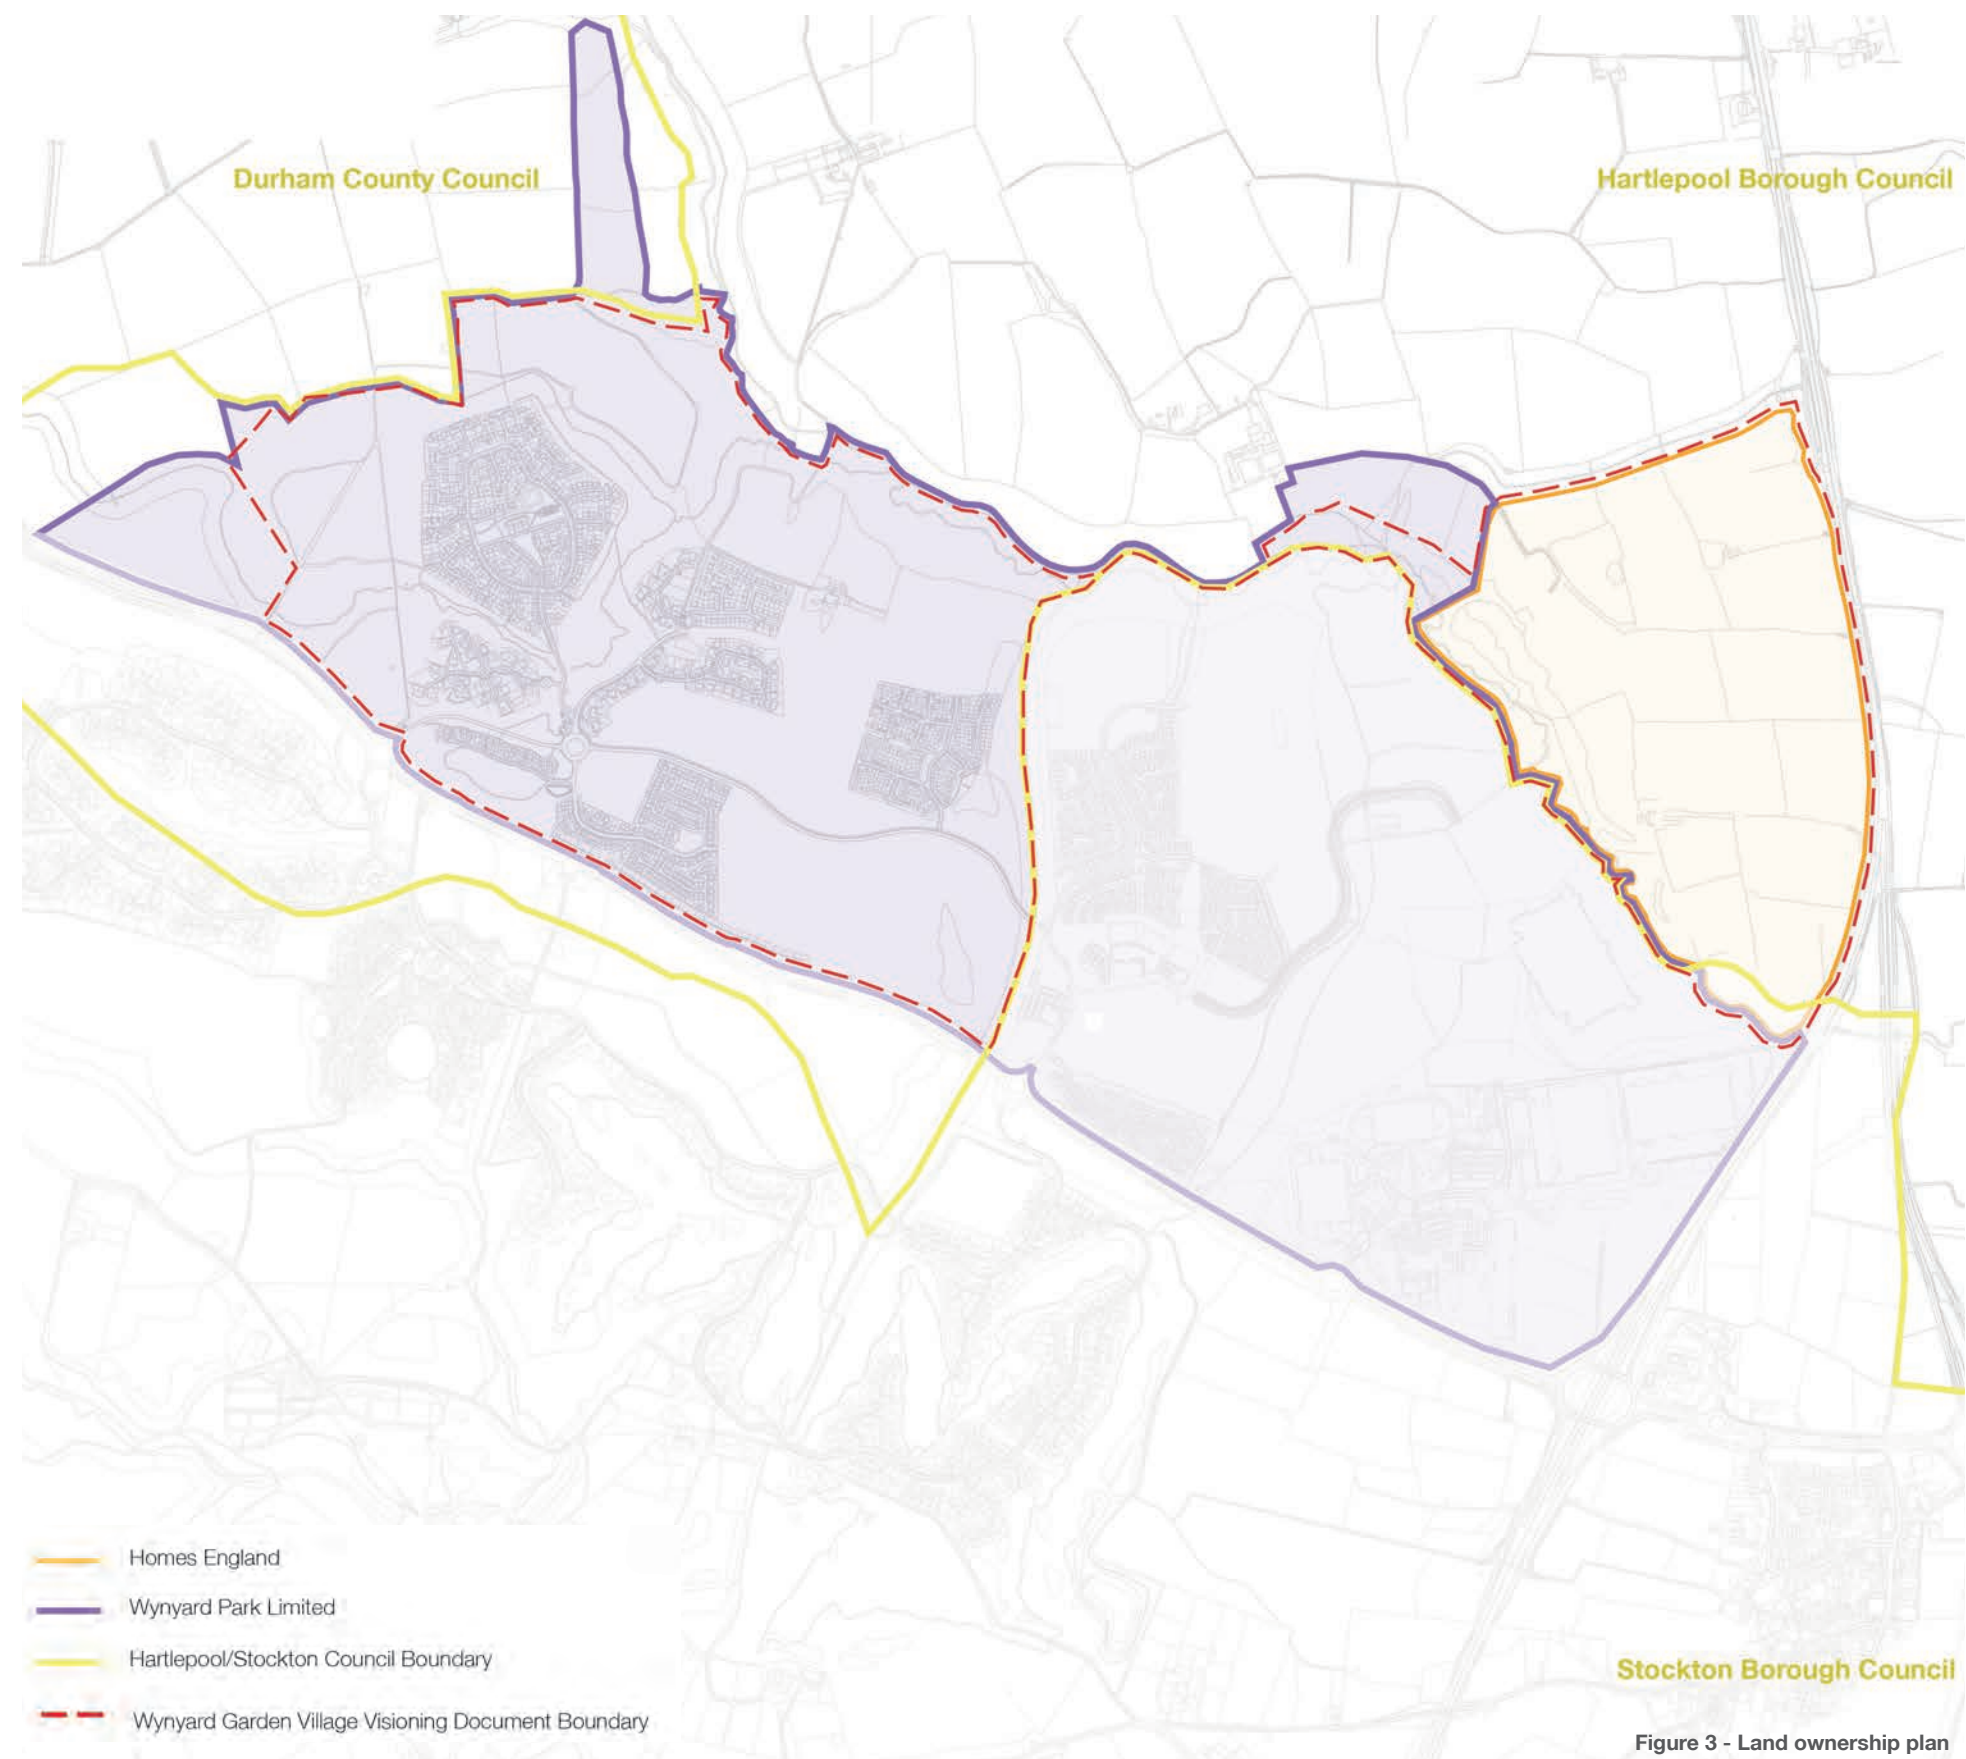 Durham County Council
Hartlepool Borough Council
Homes England
Wynyard Park Limited
Hartlepool/Stockton Council Boundary
Wynyard Garden Village Visioning Document Boundary
Stockton Borough Council
Figure 3 - Land ownership plan